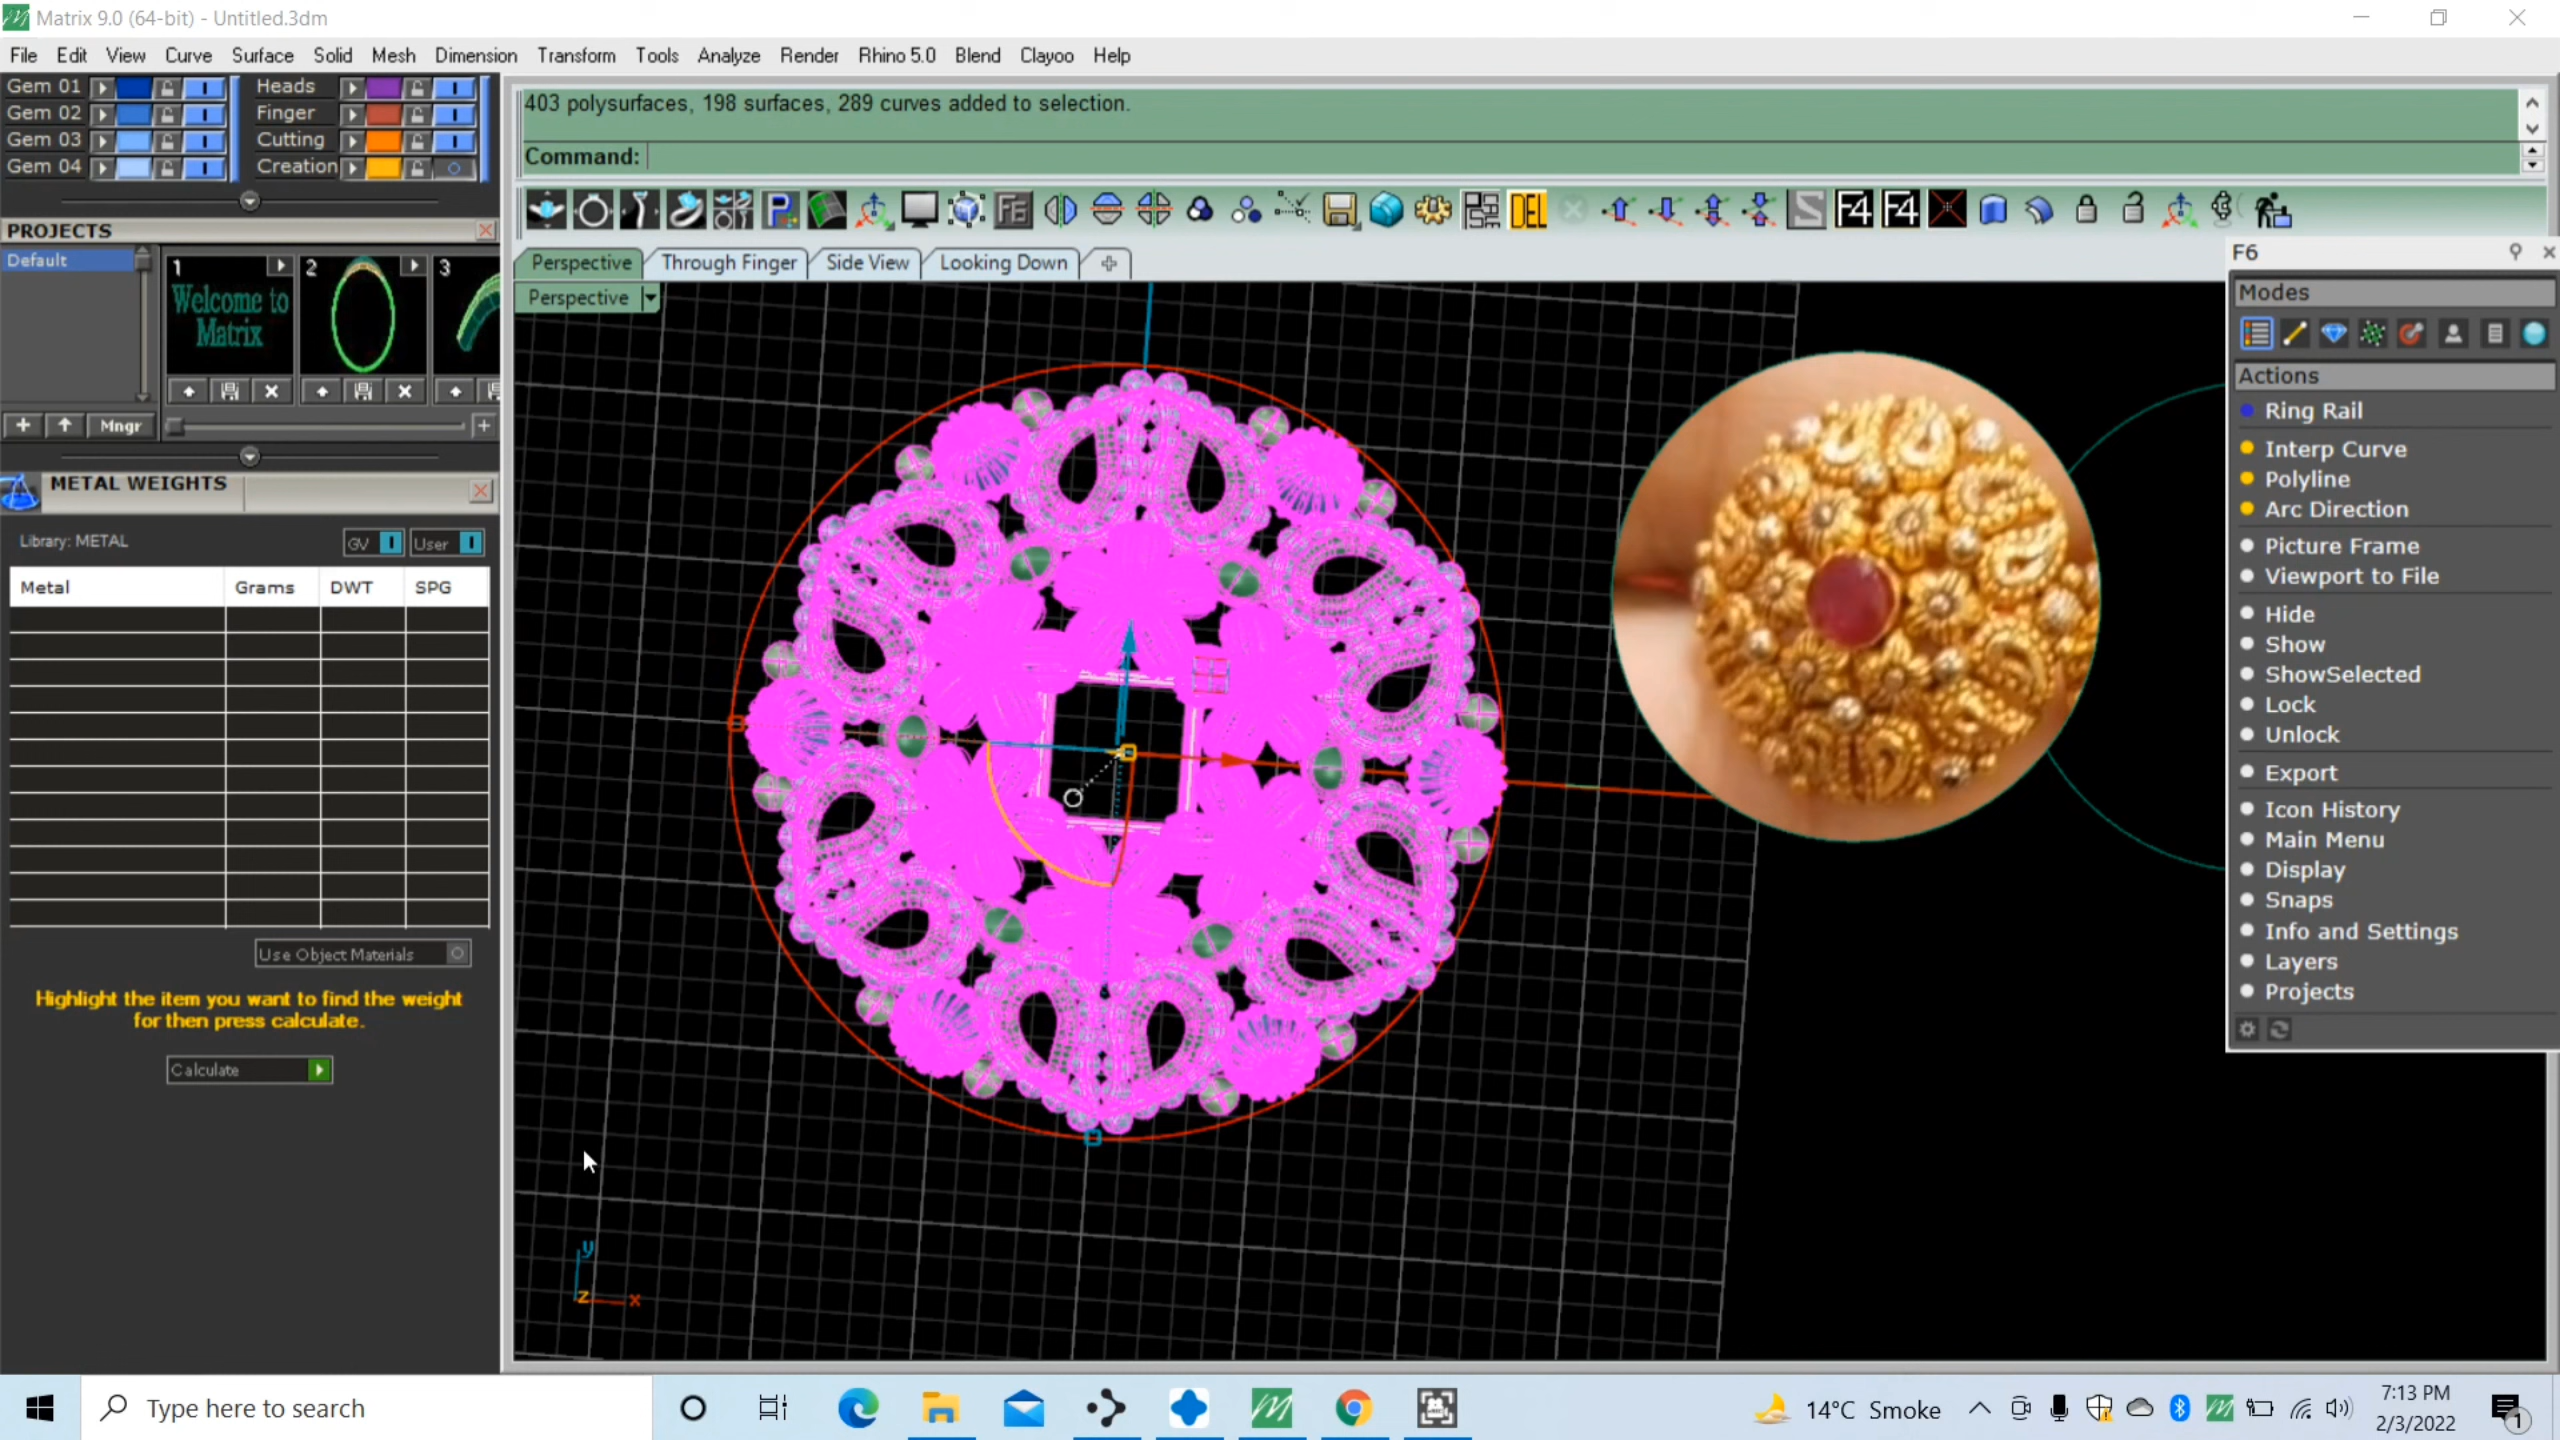 Matrix 9.0 (64-bit) - Untitled.3dm
File Edit View Curve Surface Solid Mesh Dimension Transform Tools Analyze Render Rhino 5.0 Blend Clayoo Help
Gem 01 Heads
Gem 02 Finger
Gem 03 Cutting
Gem 04 Creation
403 polysurfaces, 198 surfaces, 289 curves added to selection.
Command:
F6
DEL
F4 F4
PROJECTS
Default
1 2 3
Welcome to
Matrix
Mngr
METAL WEIGHTS
Library: METAL GV User
Metal Grams DWT SPG
Use Object Materials
Highlight the item you want to find the weight
for then press calculate.
Calculate
Perspective Through Finger Side View Looking Down
Perspective
y
z x
F6
Modes
Actions
Ring Rail
Interp Curve
Polyline
Arc Direction
Picture Frame
Viewport to File
Hide
Show
ShowSelected
Lock
Unlock
Export
Icon History
Main Menu
Display
Snaps
Info and Settings
Layers
Projects
Type here to search
14°C Smoke
7:13 PM
2/3/2022
1